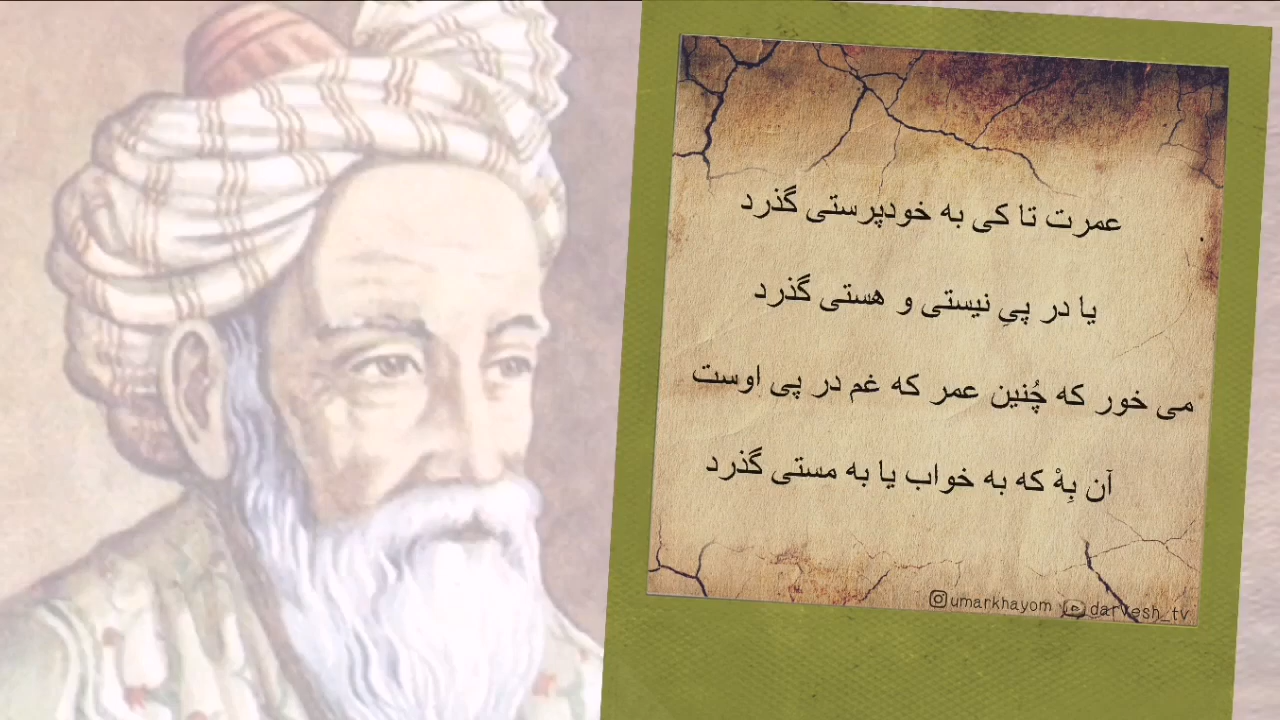 عمرت تا کی به خودپرستی گذرد
یا در پیِ نیستی و هستی گذرد
می خور که چُنین عمر که غم در پی اوست
آن بِهْ که به خواب یا به مستی گذرد
umarkhayom darvesh_tv